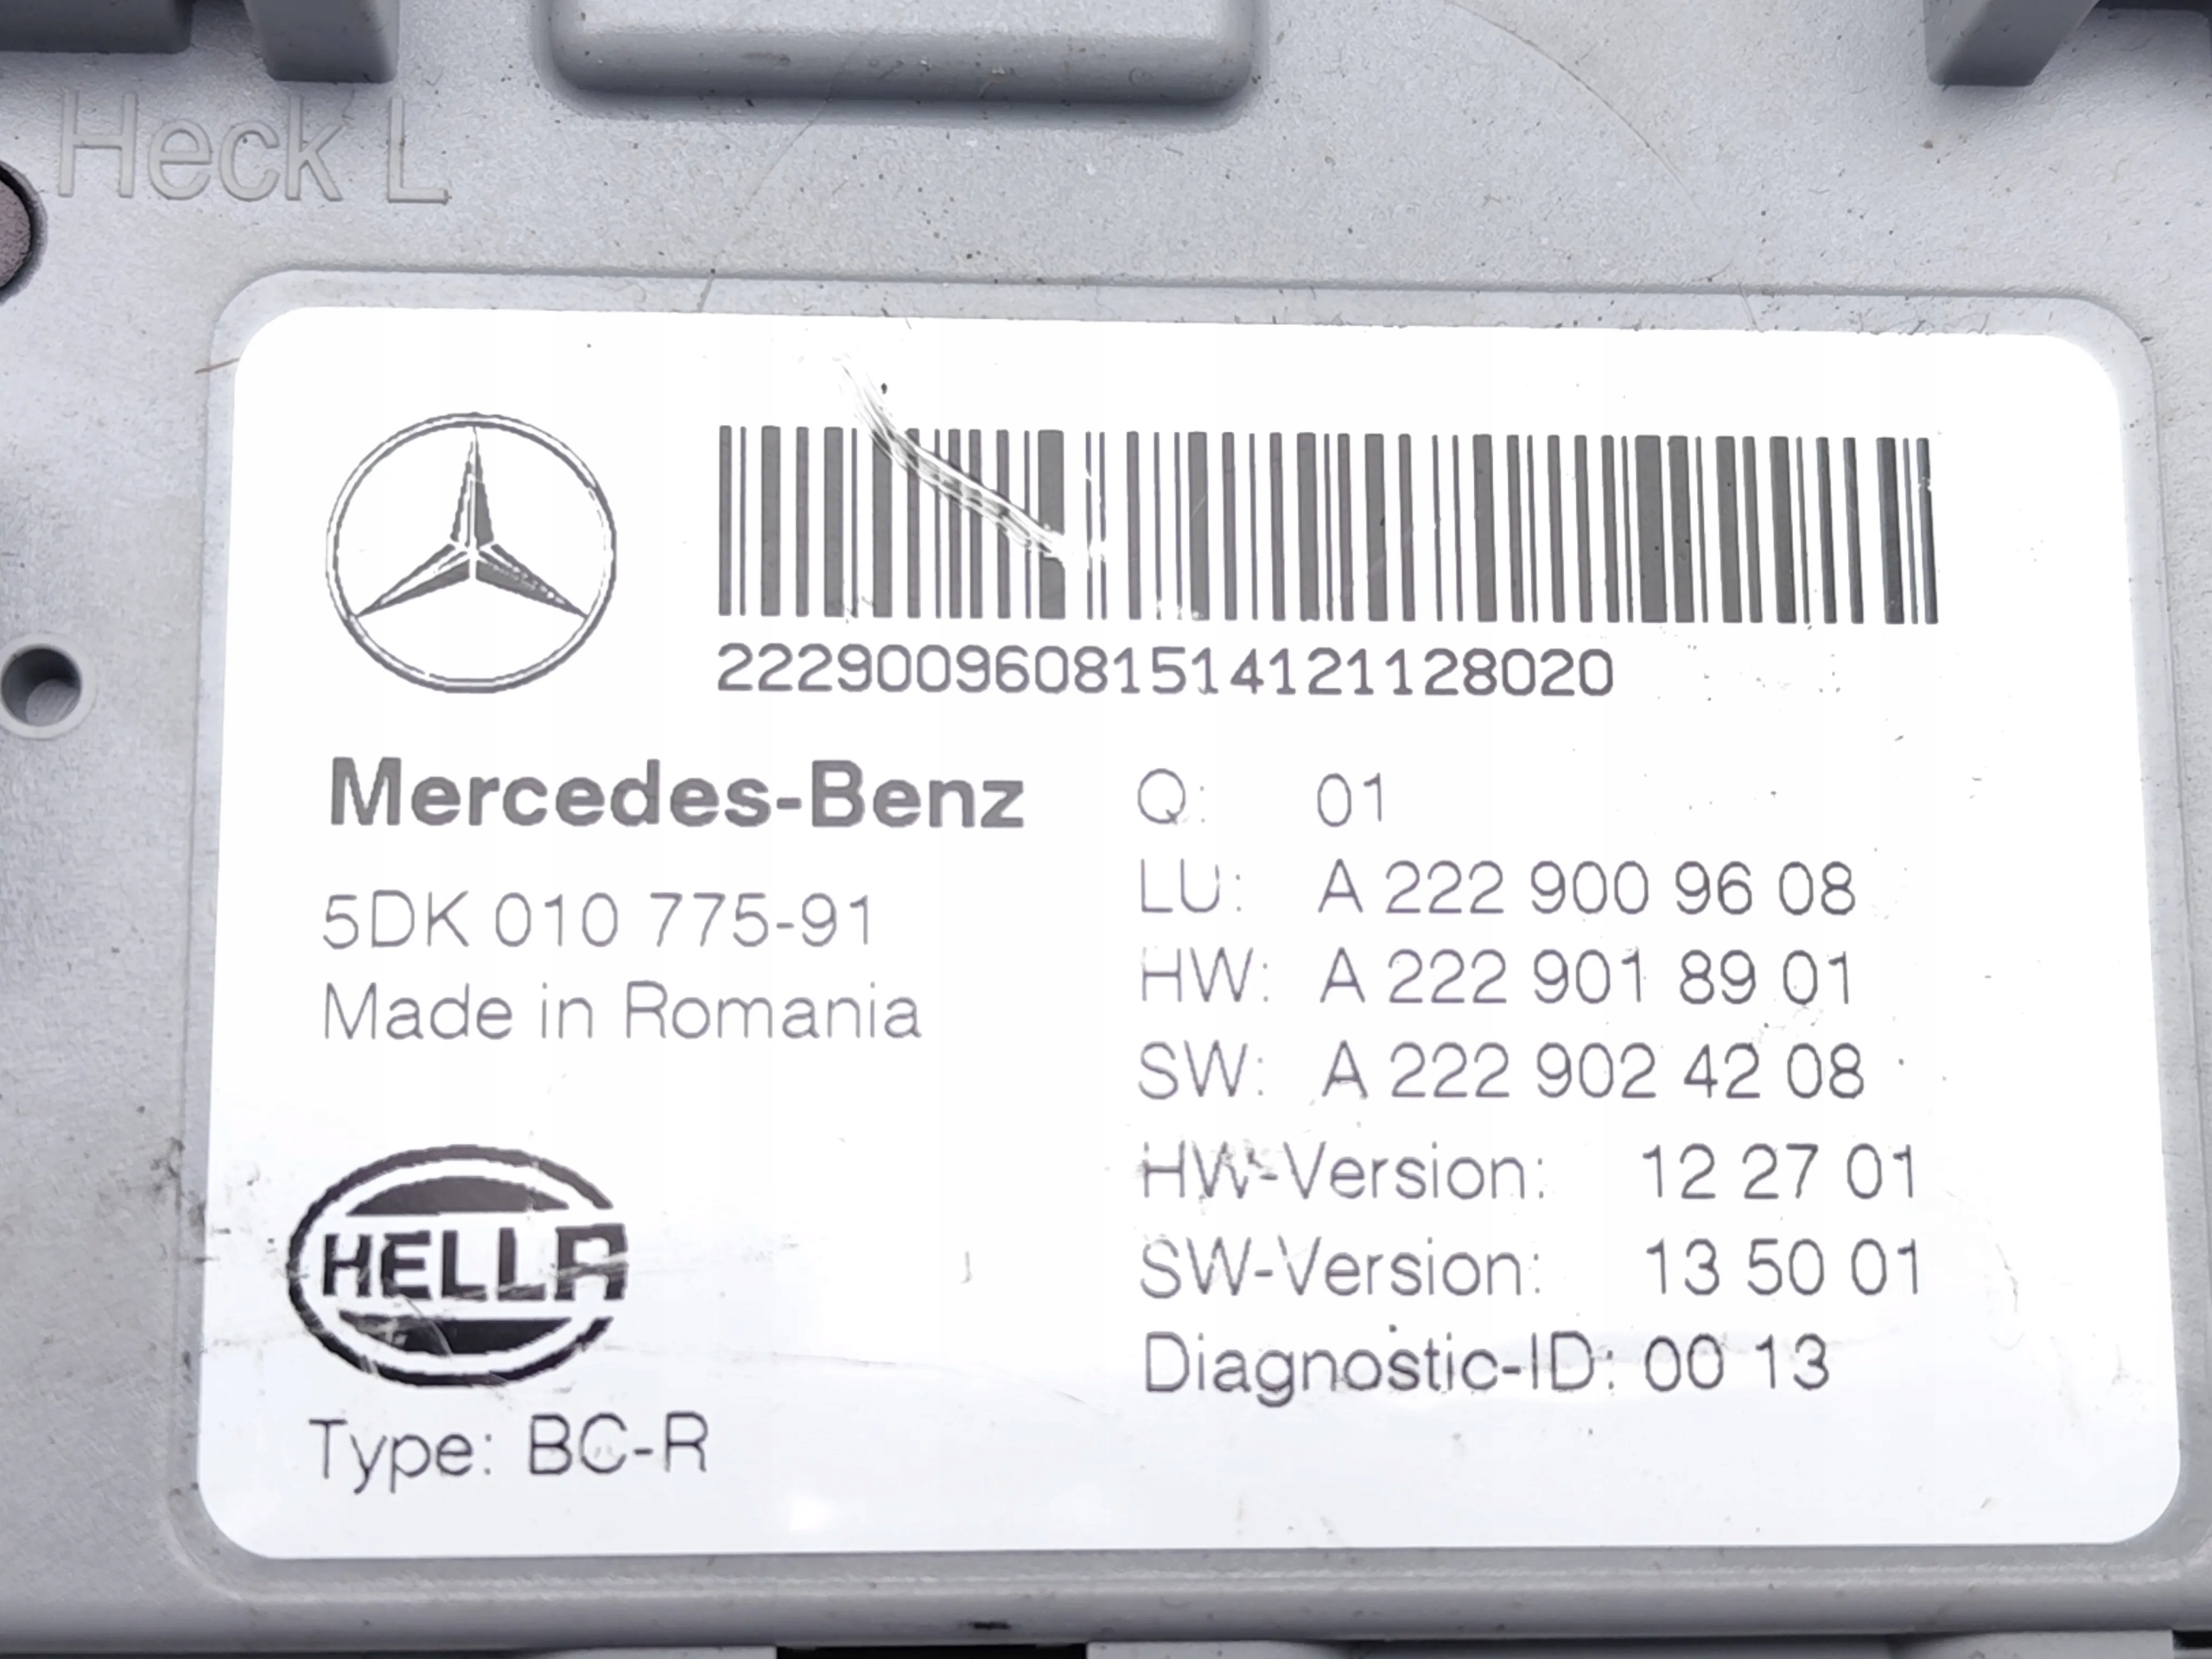 Heck L
22290096081514121128020
Mercedes-Benz
5DK 010 775-91
Made in Romania
HELLA
Type: BC-R
Q: 01
LU: A 222 900 96 08
HW: A 222 901 89 01
SW: A 222 902 42 08
HW-Version: 12 27 01
SW-Version: 13 50 01
Diagnostic-ID: 00 13